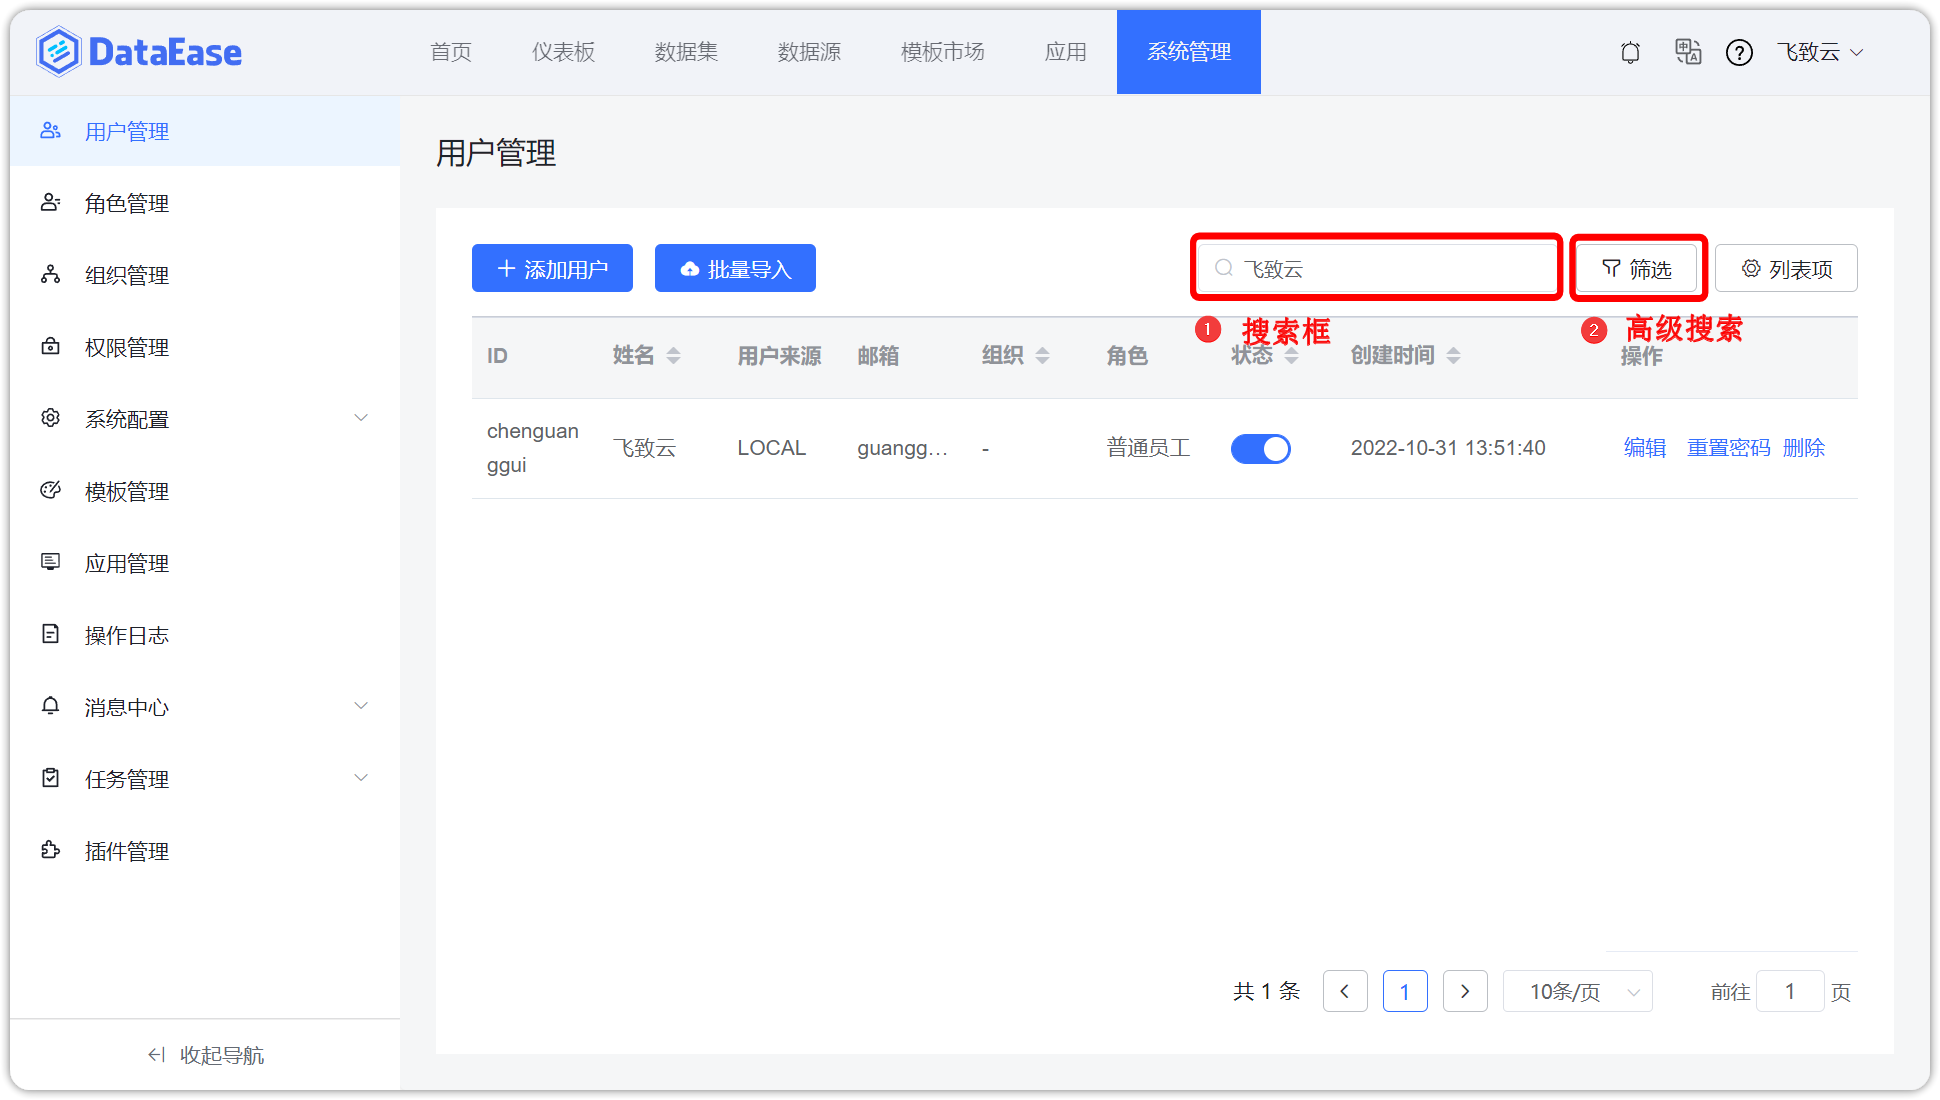 DataEase
首页
仪表板
数据集
数据源
模板市场
应用
系统管理
飞致云
用户管理
角色管理
组织管理
权限管理
系统配置
模板管理
应用管理
操作日志
消息中心
任务管理
插件管理
收起导航
用户管理
添加用户
批量导入
飞致云
筛选
列表项
1 搜索框
2 高级搜索
ID 姓名 用户来源 邮箱 组织 角色 状态 创建时间 操作
chenguan
ggui
飞致云 LOCAL guangg... - 普通员工 2022-10-31 13:51:40 编辑 重置密码 删除
共 1 条 1 10条/页 前往 1 页